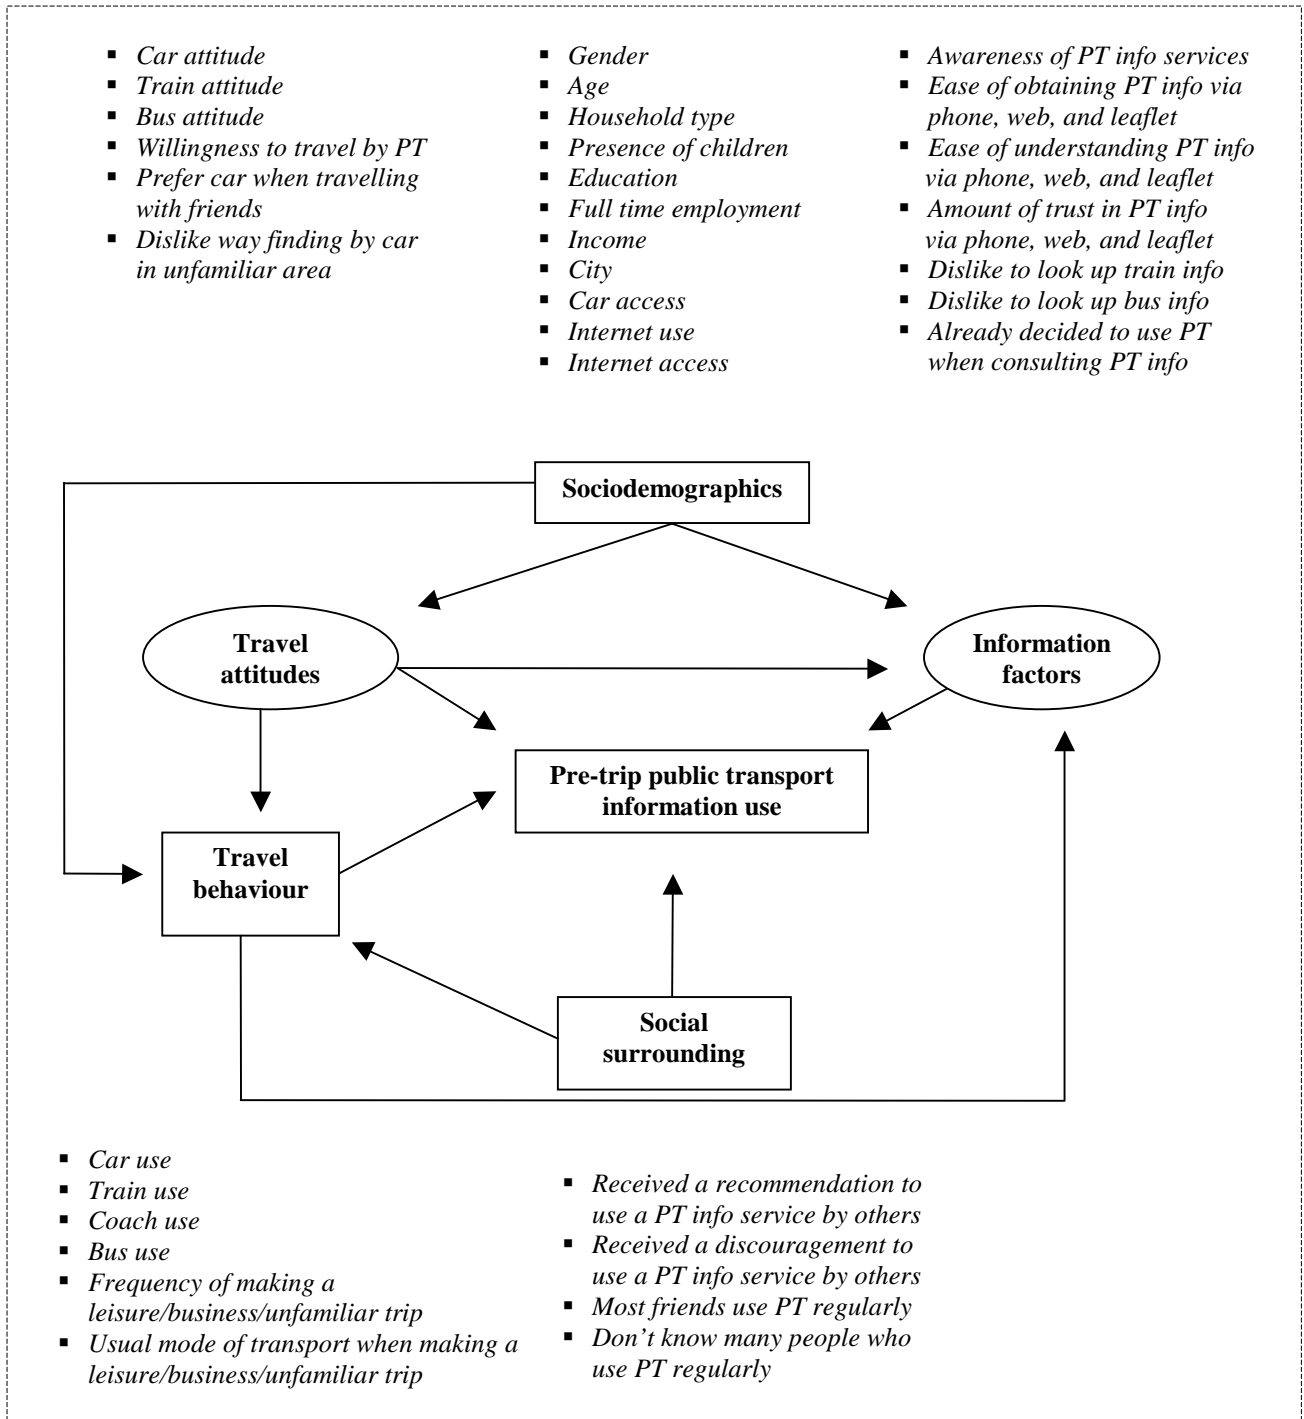 ▪ Car attitude
▪ Train attitude
▪ Bus attitude
▪ Willingness to travel by PT
▪ Prefer car when travelling
with friends
▪ Dislike way finding by car
in unfamiliar area
▪ Gender
▪ Age
▪ Household type
▪ Presence of children
▪ Education
▪ Full time employment
▪ Income
▪ City
▪ Car access
▪ Internet use
▪ Internet access
▪ Awareness of PT info services
▪ Ease of obtaining PT info via
phone, web, and leaflet
▪ Ease of understanding PT info
via phone, web, and leaflet
▪ Amount of trust in PT info
via phone, web, and leaflet
▪ Dislike to look up train info
▪ Dislike to look up bus info
▪ Already decided to use PT
when consulting PT info
Sociodemographics
Travel
attitudes
Information
factors
Pre-trip public transport
information use
Travel
behaviour
Social
surrounding
▪ Car use
▪ Train use
▪ Coach use
▪ Bus use
▪ Frequency of making a
leisure/business/unfamiliar trip
▪ Usual mode of transport when making a
leisure/business/unfamiliar trip
▪ Received a recommendation to
use a PT info service by others
▪ Received a discouragement to
use a PT info service by others
▪ Most friends use PT regularly
▪ Don't know many people who
use PT regularly